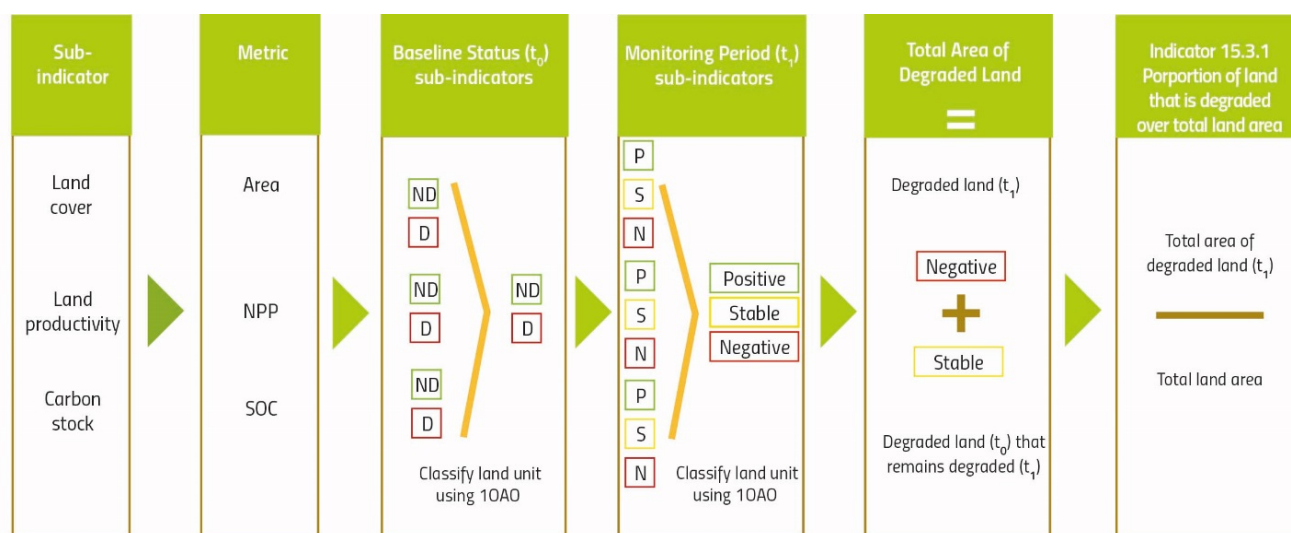 Sub-
indicator
Land
cover
Land
productivity
Carbon
stock
Metric
Area
NPP
SOC
Baseline Status (t0)
sub-indicators
ND
D
ND
D
ND
D
ND
D
Classify land unit
using 1OAO
Monitoring Period (t1)
sub-indicators
P
S
N
P
S
N
P
S
N
Positive
Stable
Negative
Classify land unit
using 1OAO
Total Area of
Degraded Land
=
Degraded land (t1)
Negative
+
Stable
Degraded land (t0) that
remains degraded (t1)
Indicator 15.3.1
Porportion of land
that is degraded
over total land area
Total area of
degraded land (t1)
Total land area